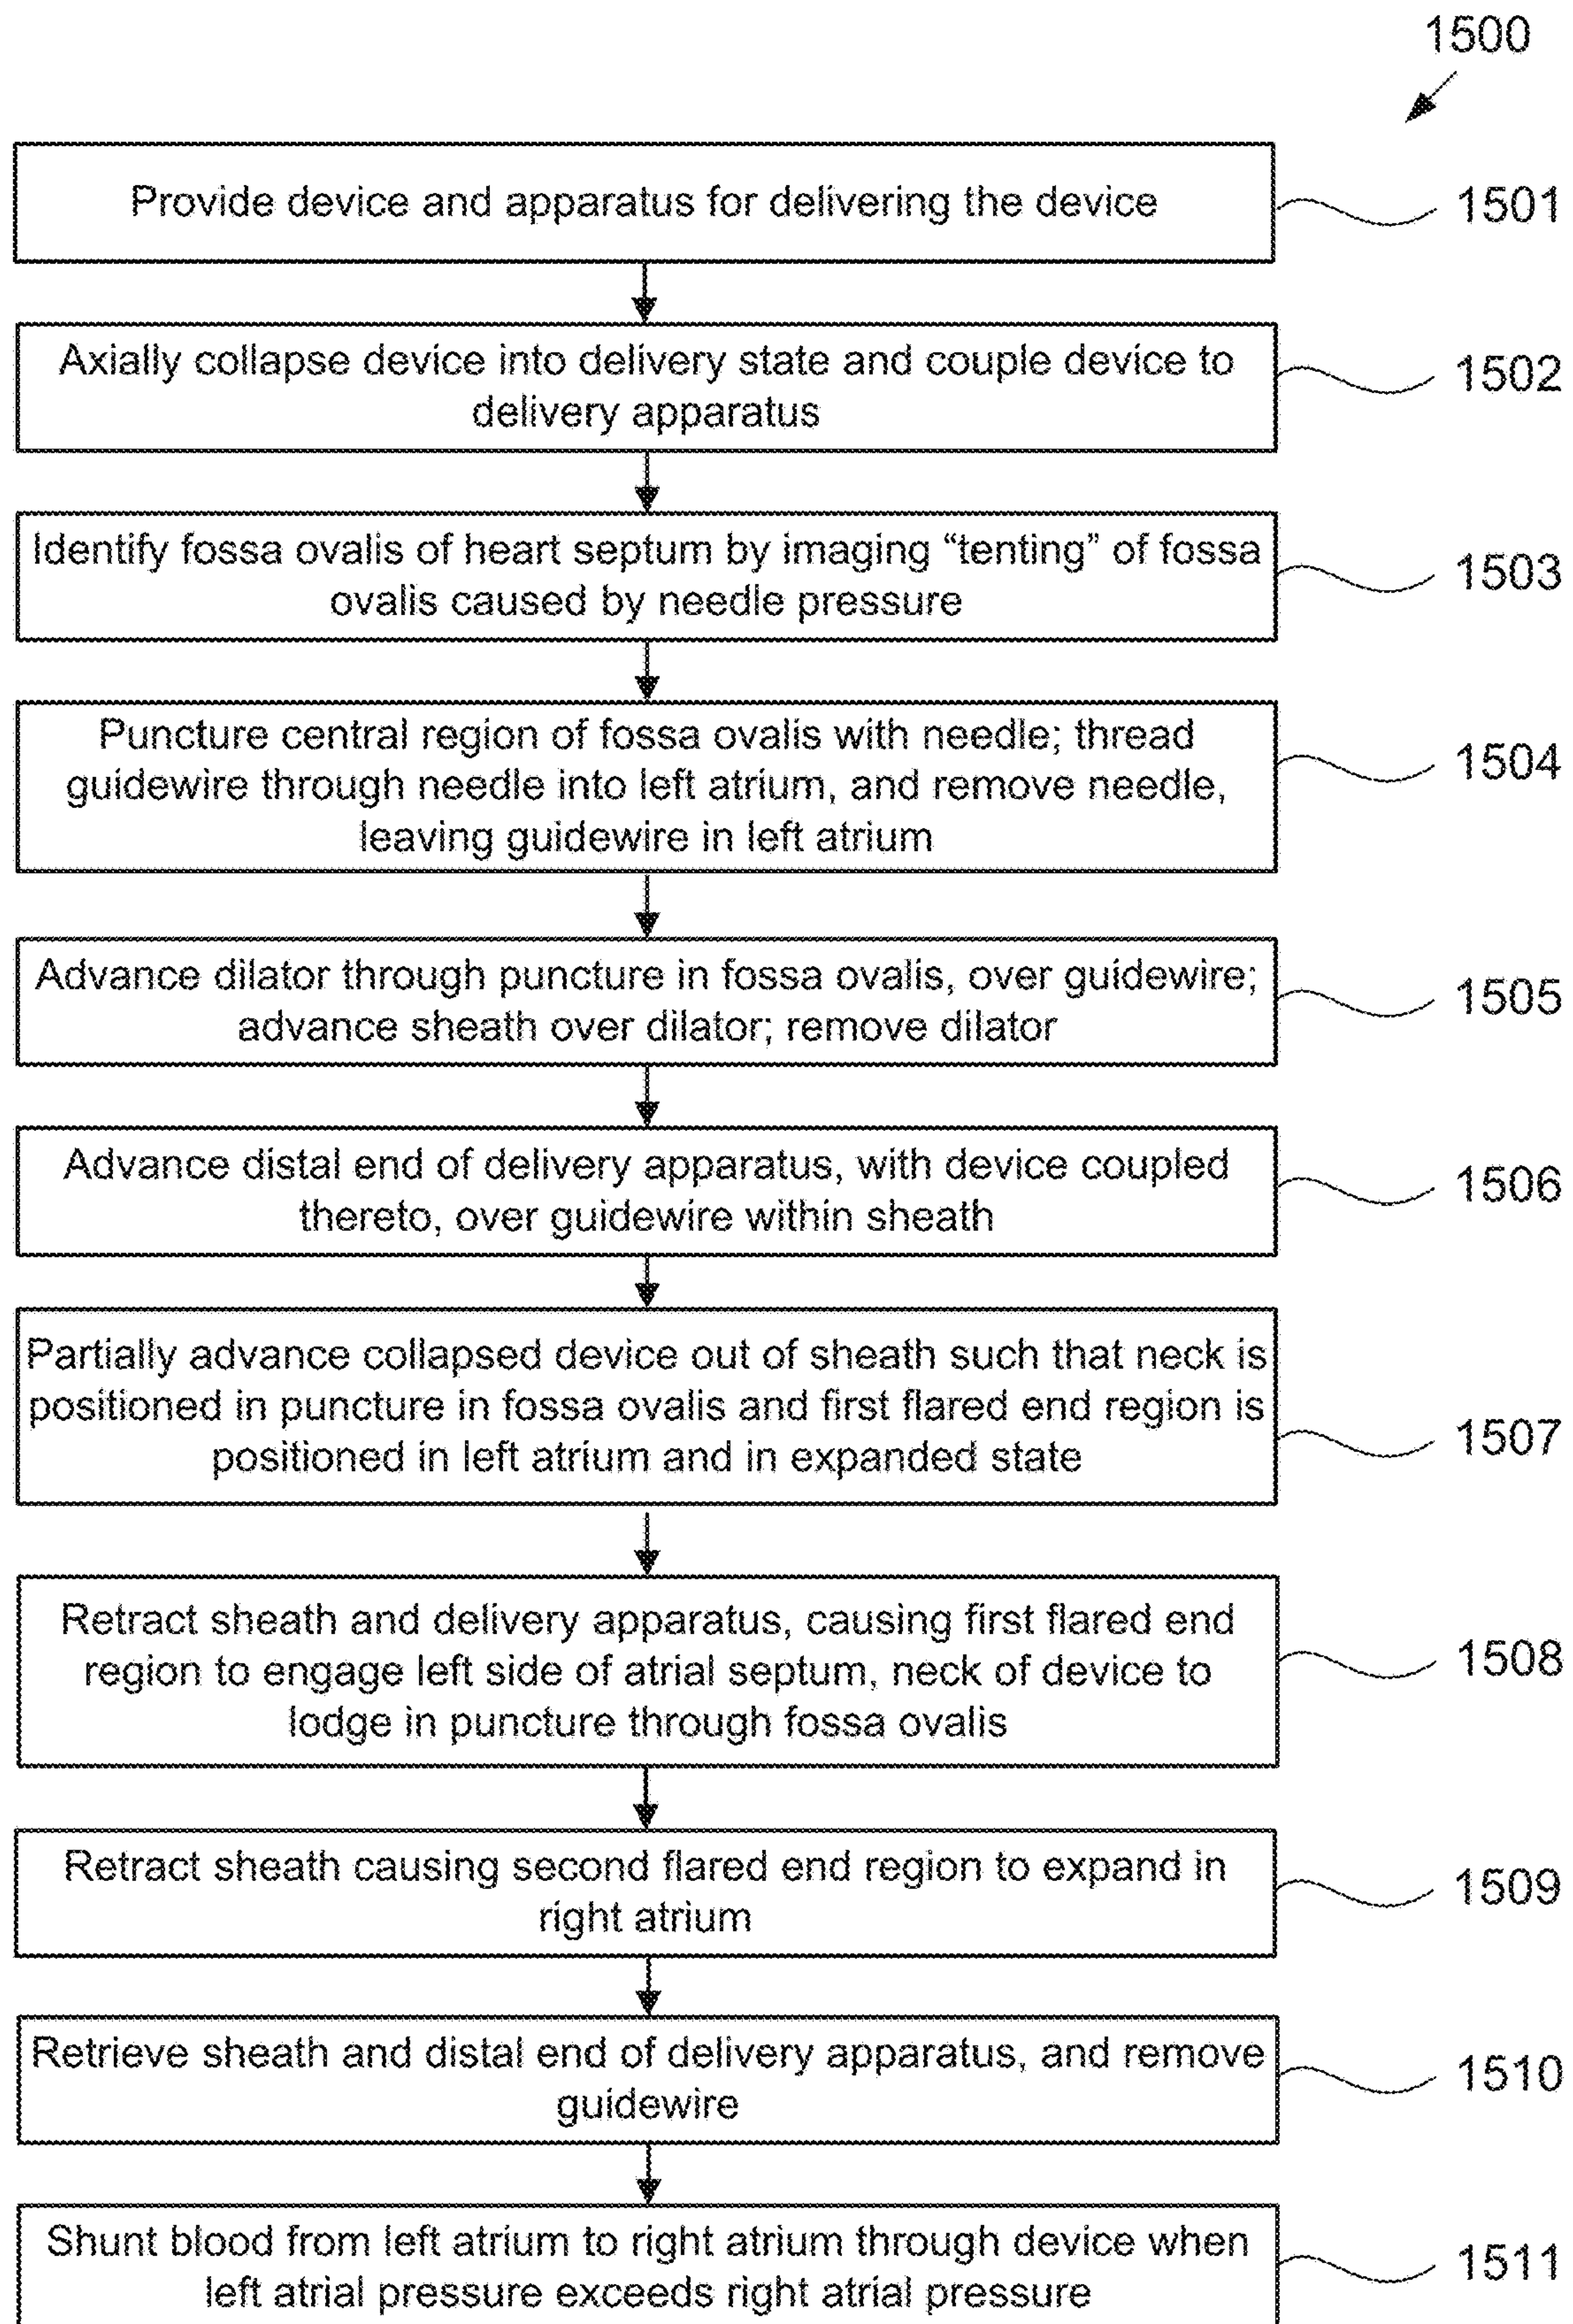 1500
Provide device and apparatus for delivering the device
1501
Axially collapse device into delivery state and couple device to
delivery apparatus
1502
Identify fossa ovalis of heart septum by imaging “tenting” of fossa
ovalis caused by needle pressure
1503
Puncture central region of fossa ovalis with needle; thread
guidewire through needle into left atrium, and remove needle,
leaving guidewire in left atrium
1504
Advance dilator through puncture in fossa ovalis, over guidewire;
advance sheath over dilator; remove dilator
1505
Advance distal end of delivery apparatus, with device coupled
thereto, over guidewire within sheath
1506
Partially advance collapsed device out of sheath such that neck is
positioned in puncture in fossa ovalis and first flared end region is
positioned in left atrium and in expanded state
1507
Retract sheath and delivery apparatus, causing first flared end
region to engage left side of atrial septum, neck of device to
lodge in puncture through fossa ovalis
1508
Retract sheath causing second flared end region to expand in
right atrium
1509
Retrieve sheath and distal end of delivery apparatus, and remove
guidewire
1510
Shunt blood from left atrium to right atrium through device when
left atrial pressure exceeds right atrial pressure
1511